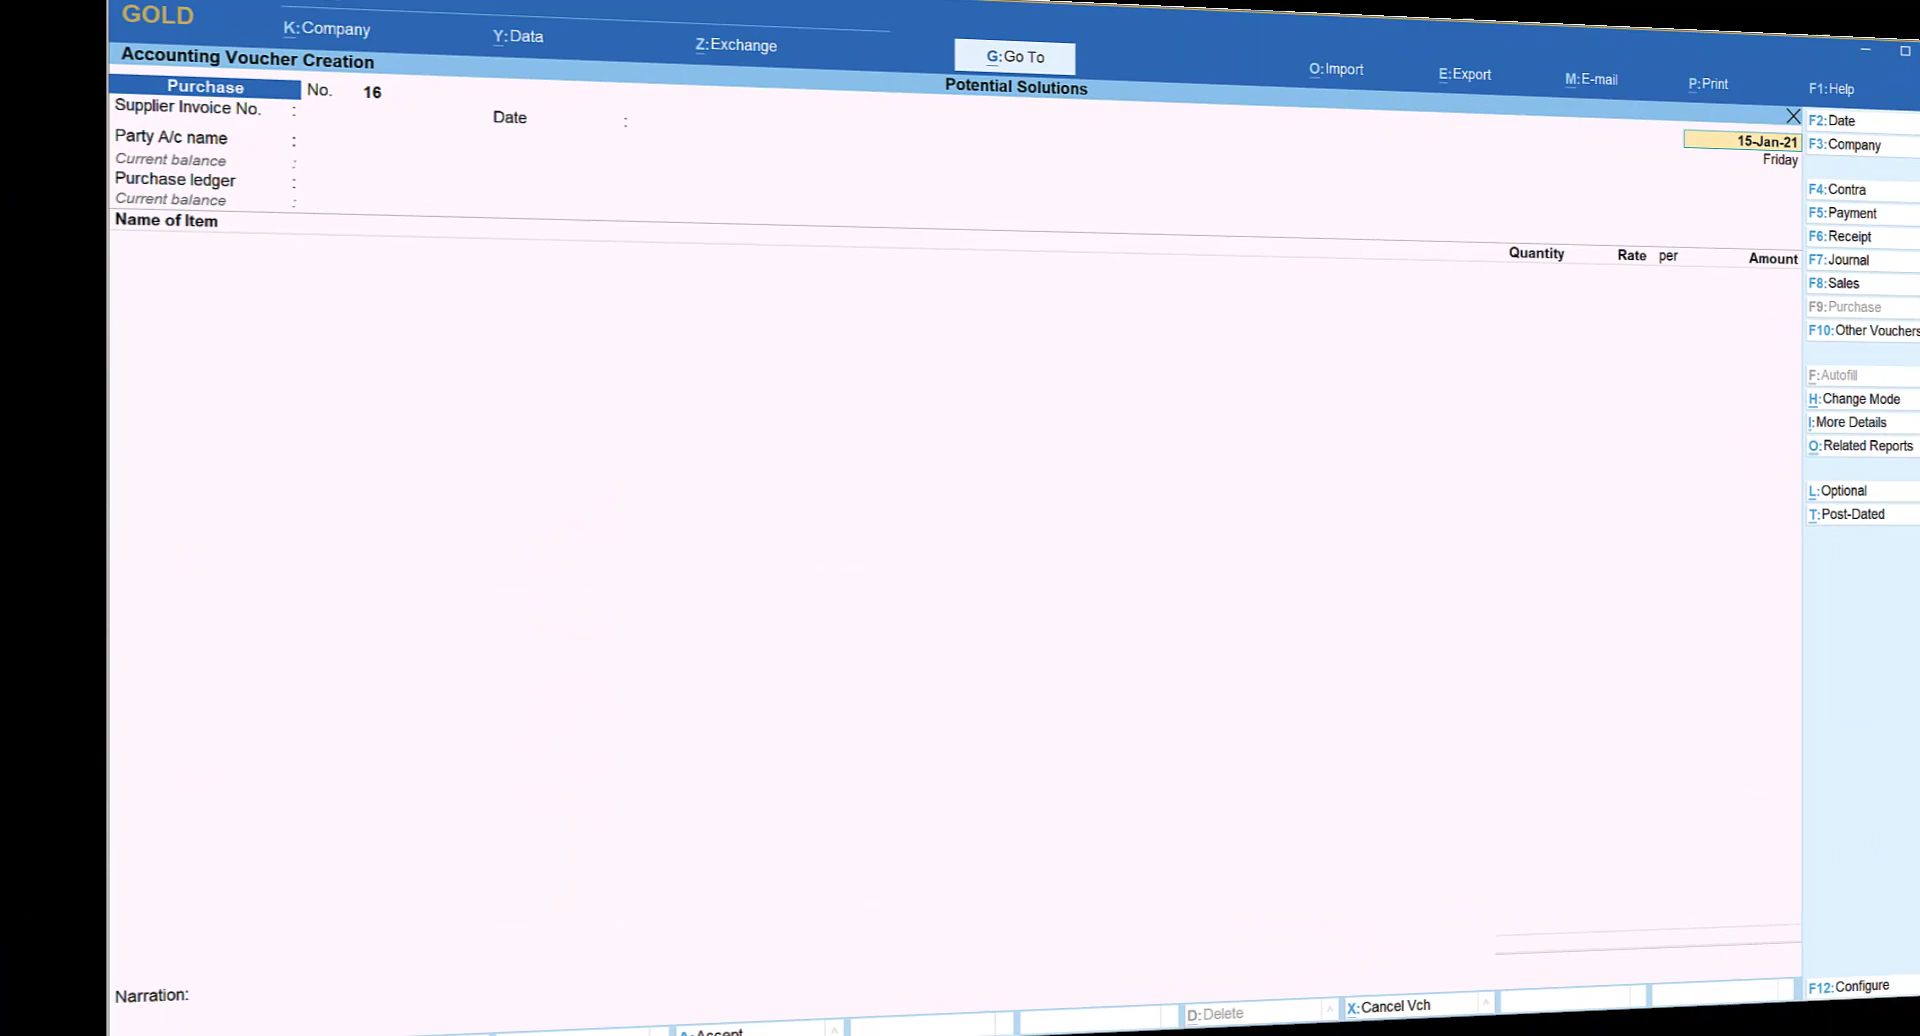 GOLD
K:Company
Y:Data
Z:Exchange
G:Go To
O:Import
E:Export
M:E-mail
P:Print
F1:Help
Accounting Voucher Creation
Potential Solutions
Purchase No. 16
Supplier Invoice No. :
Date :
15-Jan-21
Friday
Party A/c name :
Current balance :
Purchase ledger :
Current balance :
Name of Item
Quantity Rate per Amount
F2:Date
F3:Company
F4:Contra
F5:Payment
F6:Receipt
F7:Journal
F8:Sales
F9:Purchase
F10:Other Vouchers
F:Autofill
H:Change Mode
I:More Details
O:Related Reports
L:Optional
T:Post-Dated
F12:Configure
Narration:
A:Accept
D:Delete
X:Cancel Vch